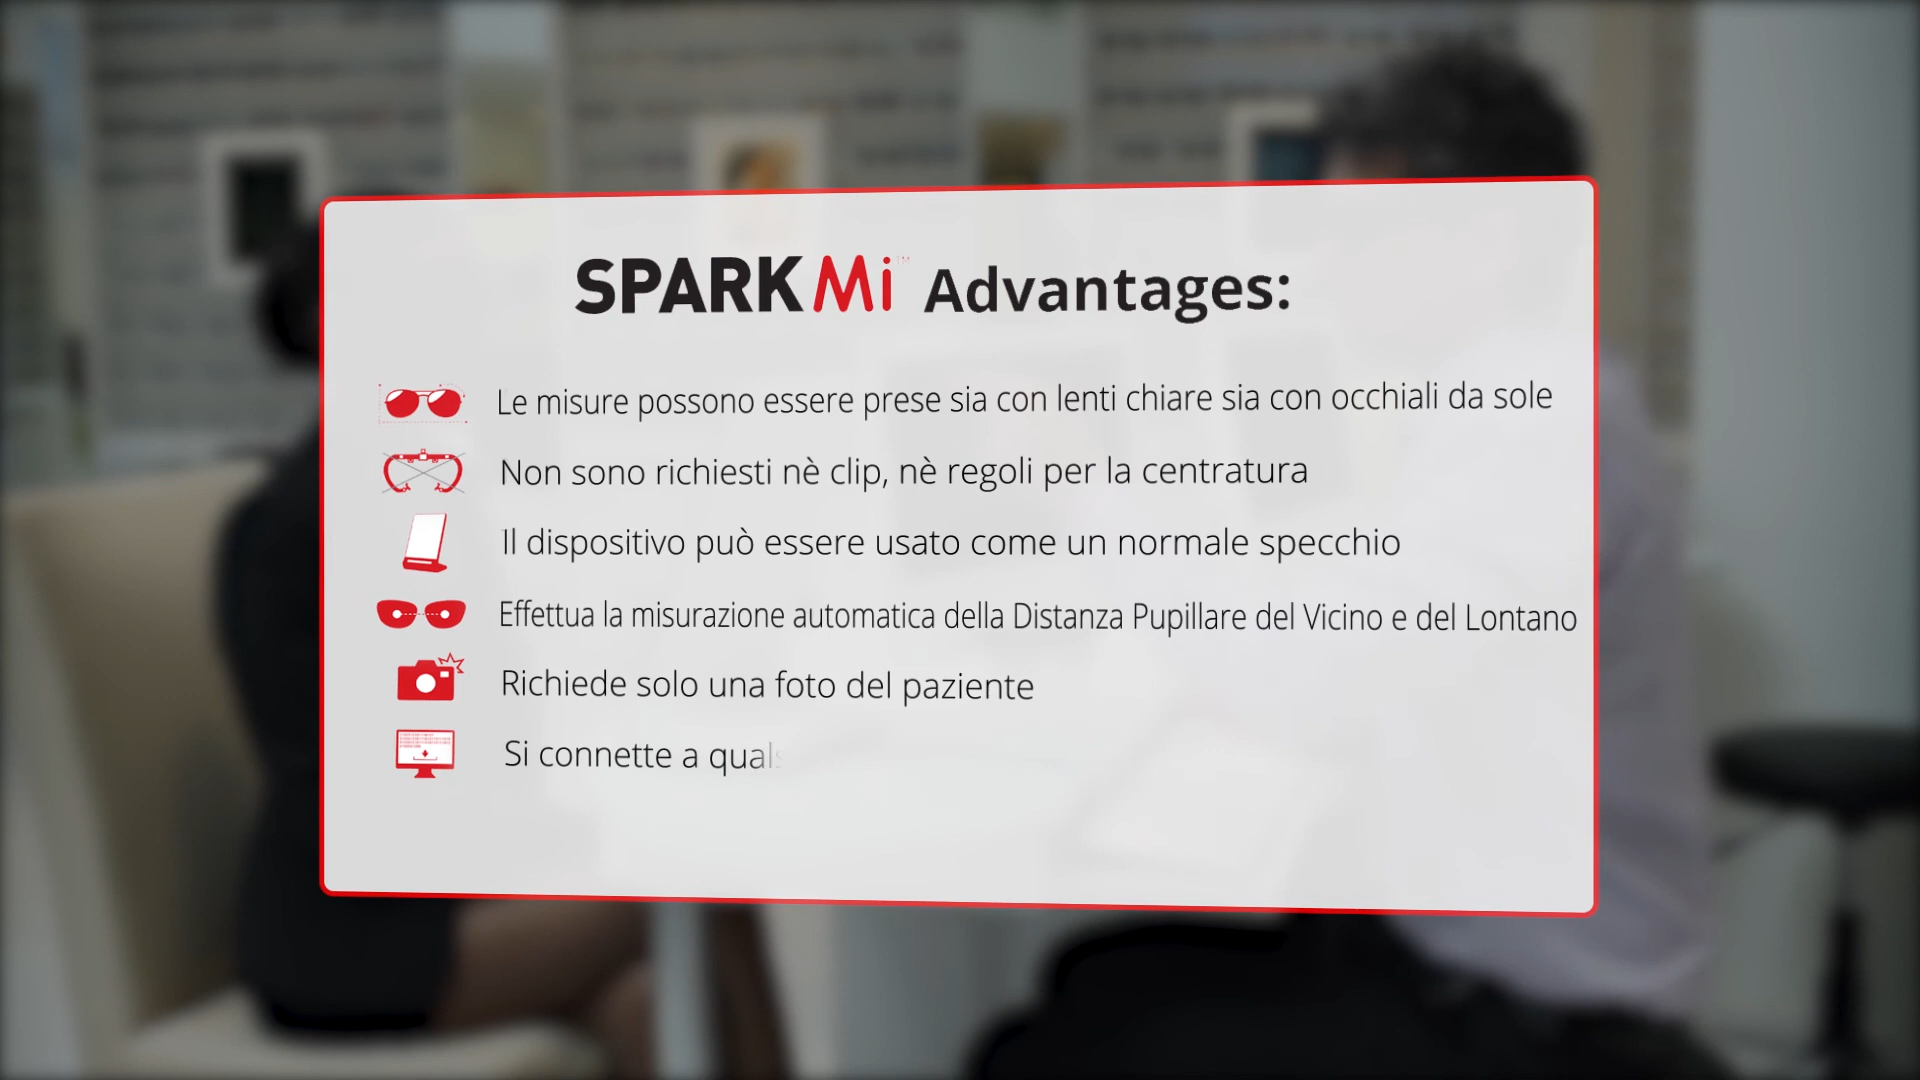 SPARK Mi™ Advantages:
Le misure possono essere prese sia con lenti chiare sia con occhiali da sole
Non sono richiesti nè clip, nè regoli per la centratura
Il dispositivo può essere usato come un normale specchio
Effettua la misurazione automatica della Distanza Pupillare del Vicino e del Lontano
Richiede solo una foto del paziente
Si connette a